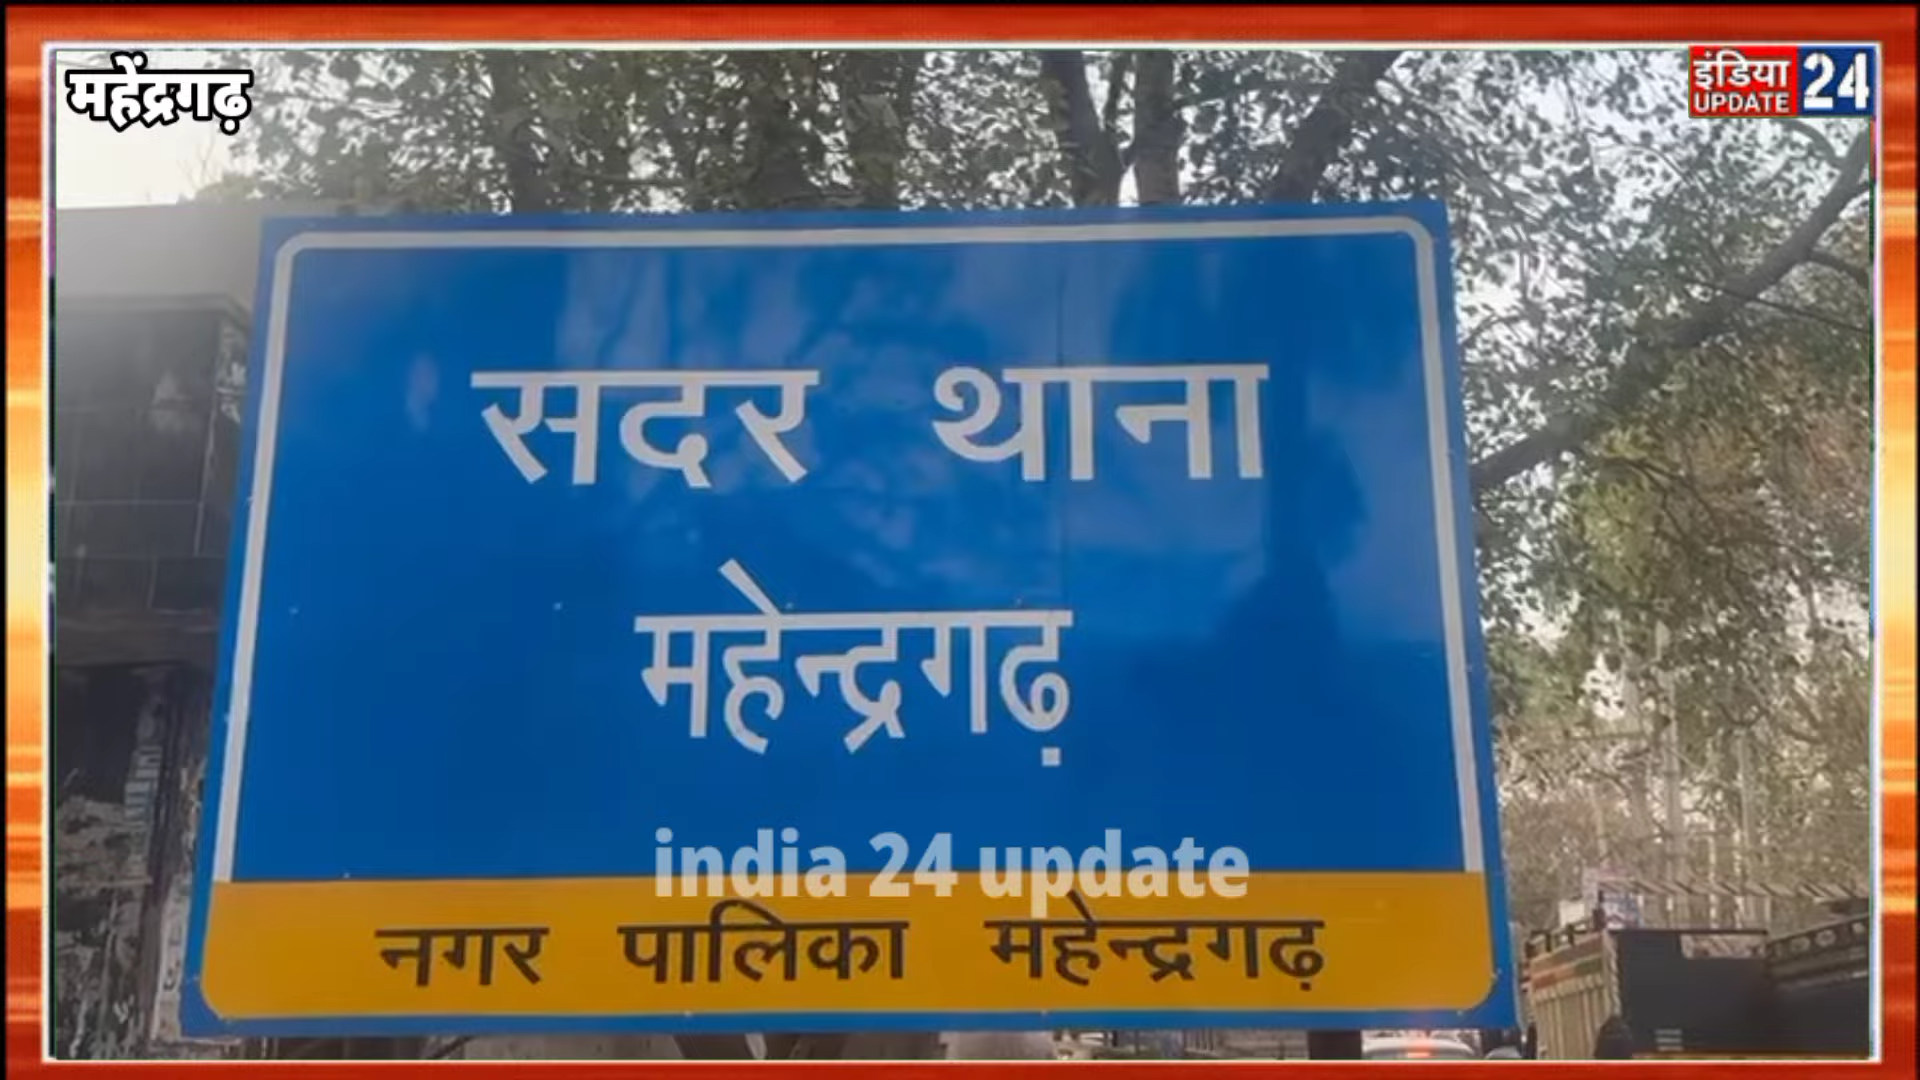 महेंद्रगढ़
इंडिया 24
UPDATE
सदर थाना
महेन्द्रगढ़
india 24 update
नगर पालिका महेन्द्रगढ़